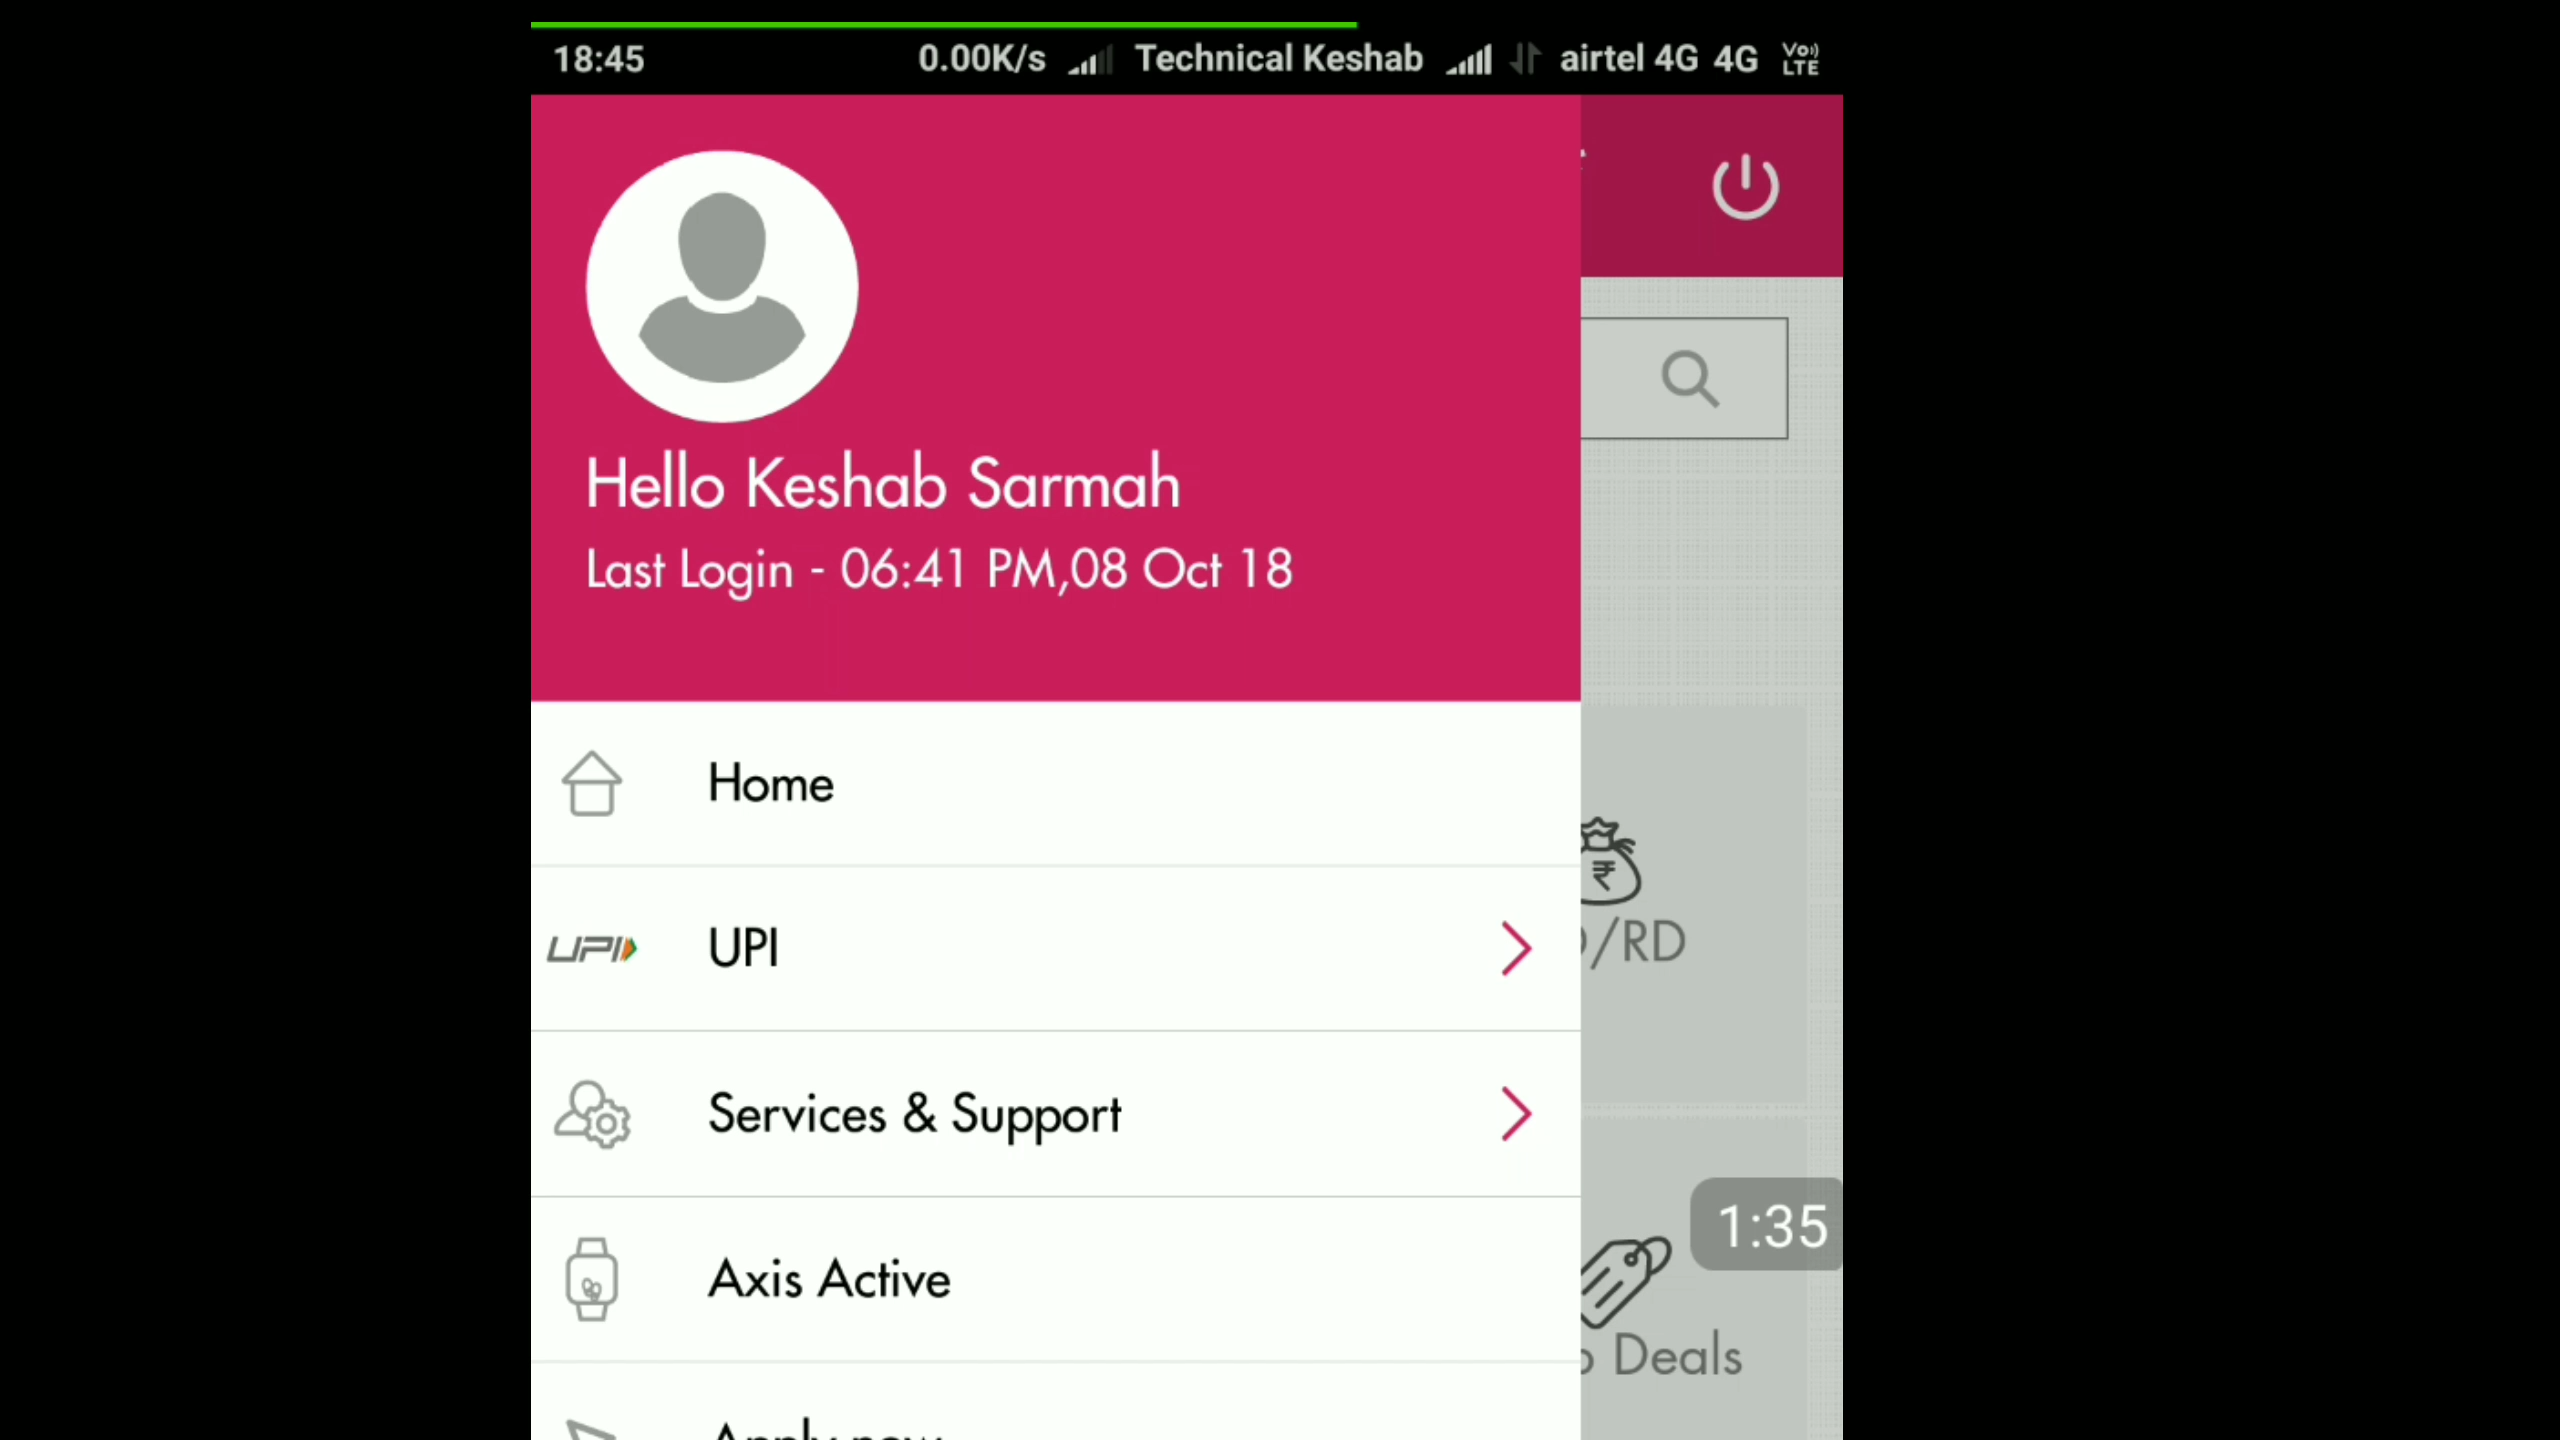 18:45 0.00K/s Technical Keshab airtel 4G 4G Vo)) LTE
Hello Keshab Sarmah
Last Login - 06:41 PM,08 Oct 18
Home
UPI UPI
₹
/RD
Services & Support
1:35
Axis Active
Deals
Apply now